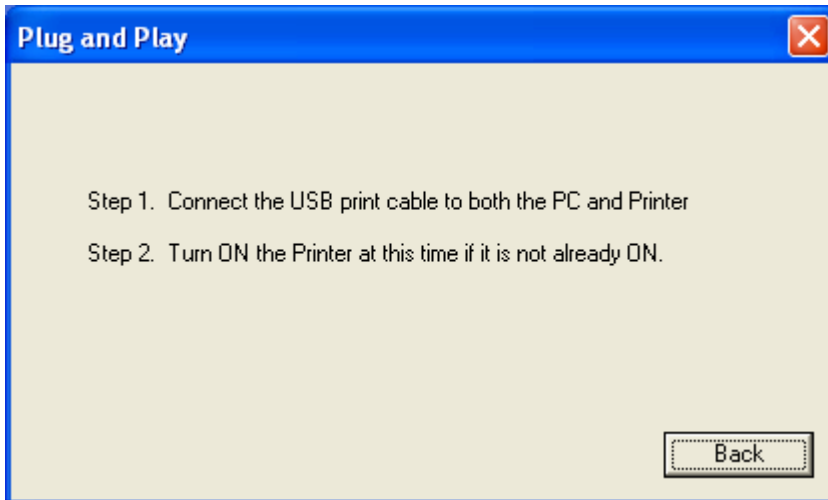 Plug and Play
Step 1. Connect the USB print cable to both the PC and Printer
Step 2. Turn ON the Printer at this time if it is not already ON.
Back